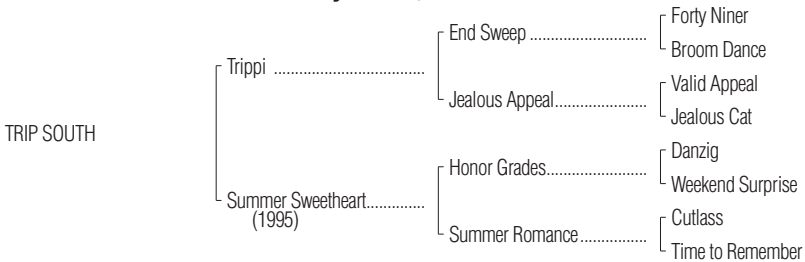 Forty Niner
End Sweep ....................
Broom Dance
Trippi ..................................
Valid Appeal
Jealous Appeal.....................
Jealous Cat
TRIP SOUTH
Danzig
Honor Grades.......................
Weekend Surprise
Summer Sweetheart.............
(1995)
Cutlass
Summer Romance...............
Time to Remember